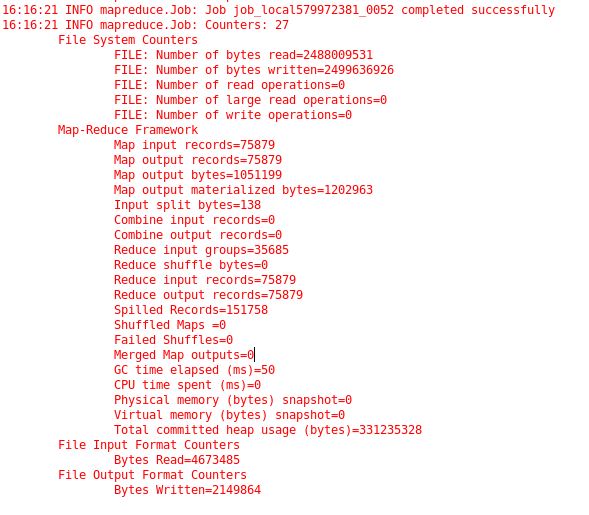 16:16:21 INFO mapreduce.Job: Job job_local579972381_0052 completed successfully
16:16:21 INFO mapreduce.Job: Counters: 27
File System Counters
FILE: Number of bytes read=2488009531
FILE: Number of bytes written=2499636926
FILE: Number of read operations=0
FILE: Number of large read operations=0
FILE: Number of write operations=0
Map-Reduce Framework
Map input records=75879
Map output records=75879
Map output bytes=1051199
Map output materialized bytes=1202963
Input split bytes=138
Combine input records=0
Combine output records=0
Reduce input groups=35685
Reduce shuffle bytes=0
Reduce input records=75879
Reduce output records=75879
Spilled Records=151758
Shuffled Maps =0
Failed Shuffles=0
Merged Map outputs=0
GC time elapsed (ms)=50
CPU time spent (ms)=0
Physical memory (bytes) snapshot=0
Virtual memory (bytes) snapshot=0
Total committed heap usage (bytes)=331235328
File Input Format Counters
Bytes Read=4673485
File Output Format Counters
Bytes Written=2149864